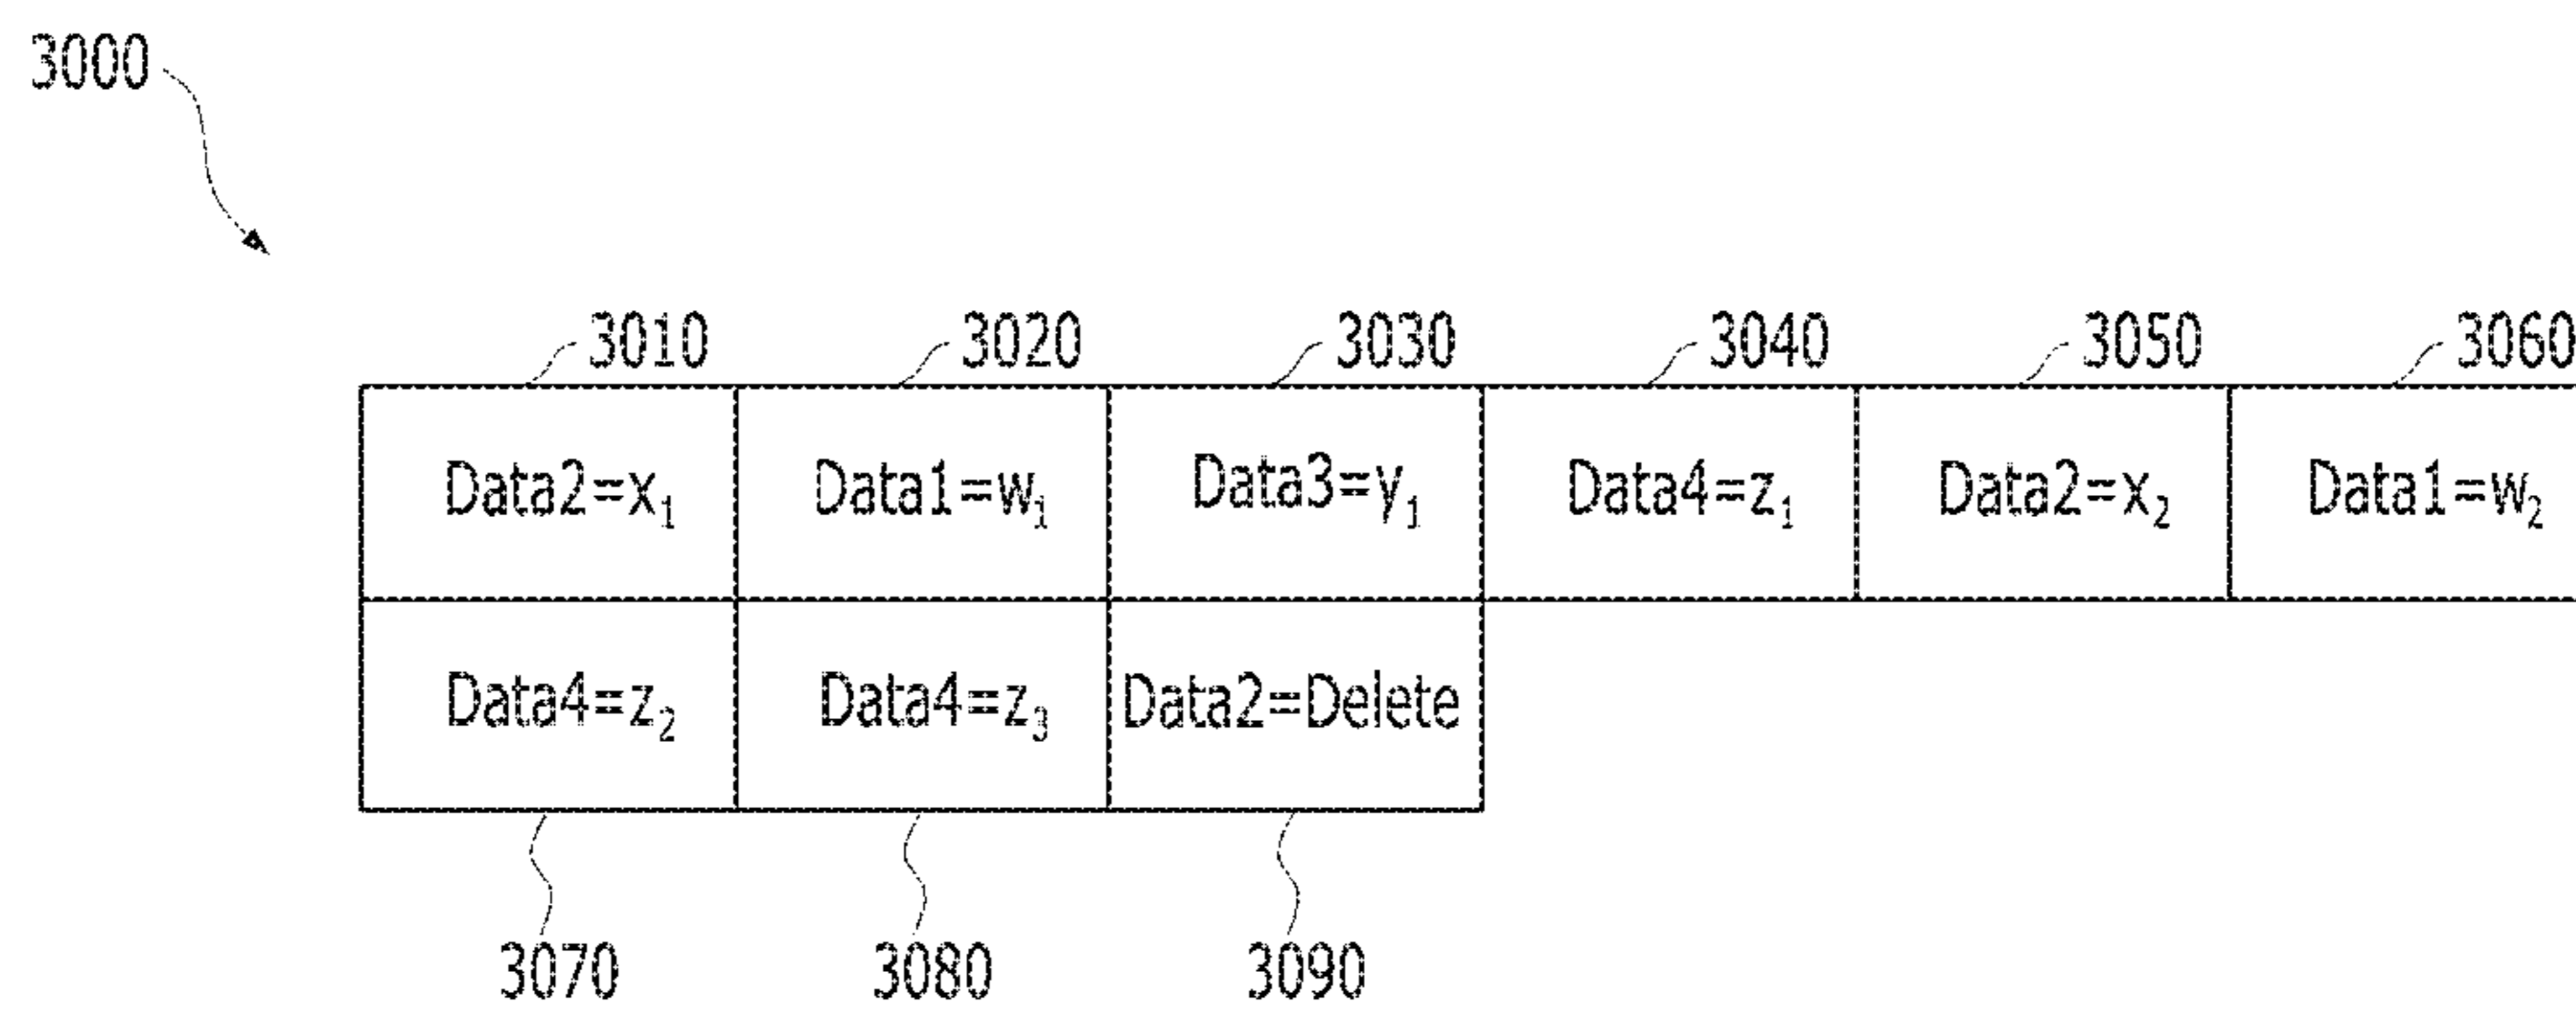 3000
3010 3020 3030 3040 3050 3060
Data2=x₁ Data1=w₁ Data3=y₁ Data4=z₁ Data2=x₂ Data1=w₂
Data4=z₂ Data4=z₃ Data2=Delete
3070 3080 3090